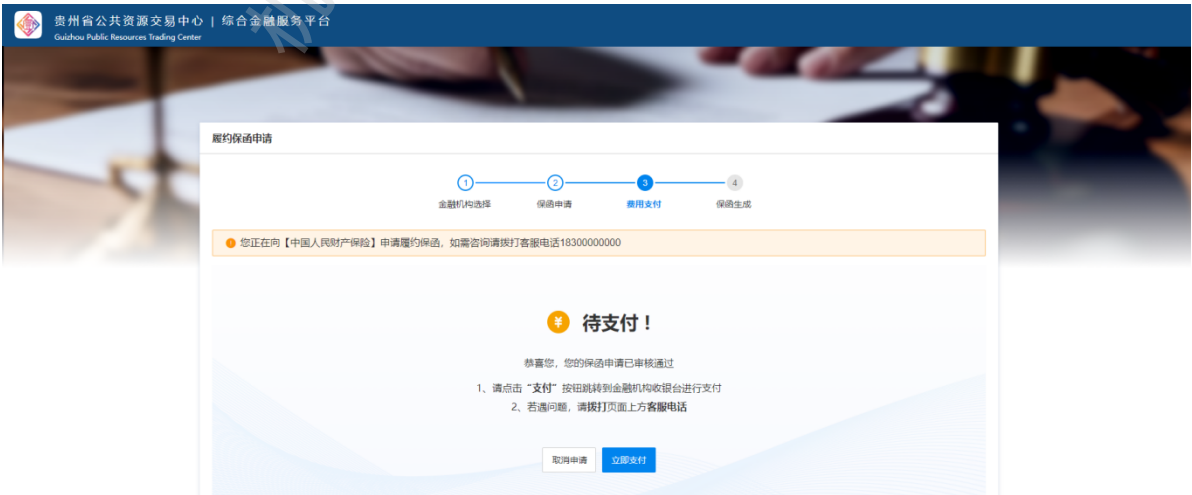 贵州省公共资源交易中心 | 综合金融服务平台
Guizhou Public Resources Trading Center
履约保函申请
1 2 3 4
金融机构选择 保函申请 费用支付 保函生成
您正在向【中国人民财产保险】申请履约保函，如需咨询请拨打客服电话18300000000
¥ 待支付！
恭喜您，您的保函申请已审核通过
1、请点击“支付”按钮跳转到金融机构收银台进行支付
2、若遇问题，请拨打页面上方客服电话
取消申请 立即支付